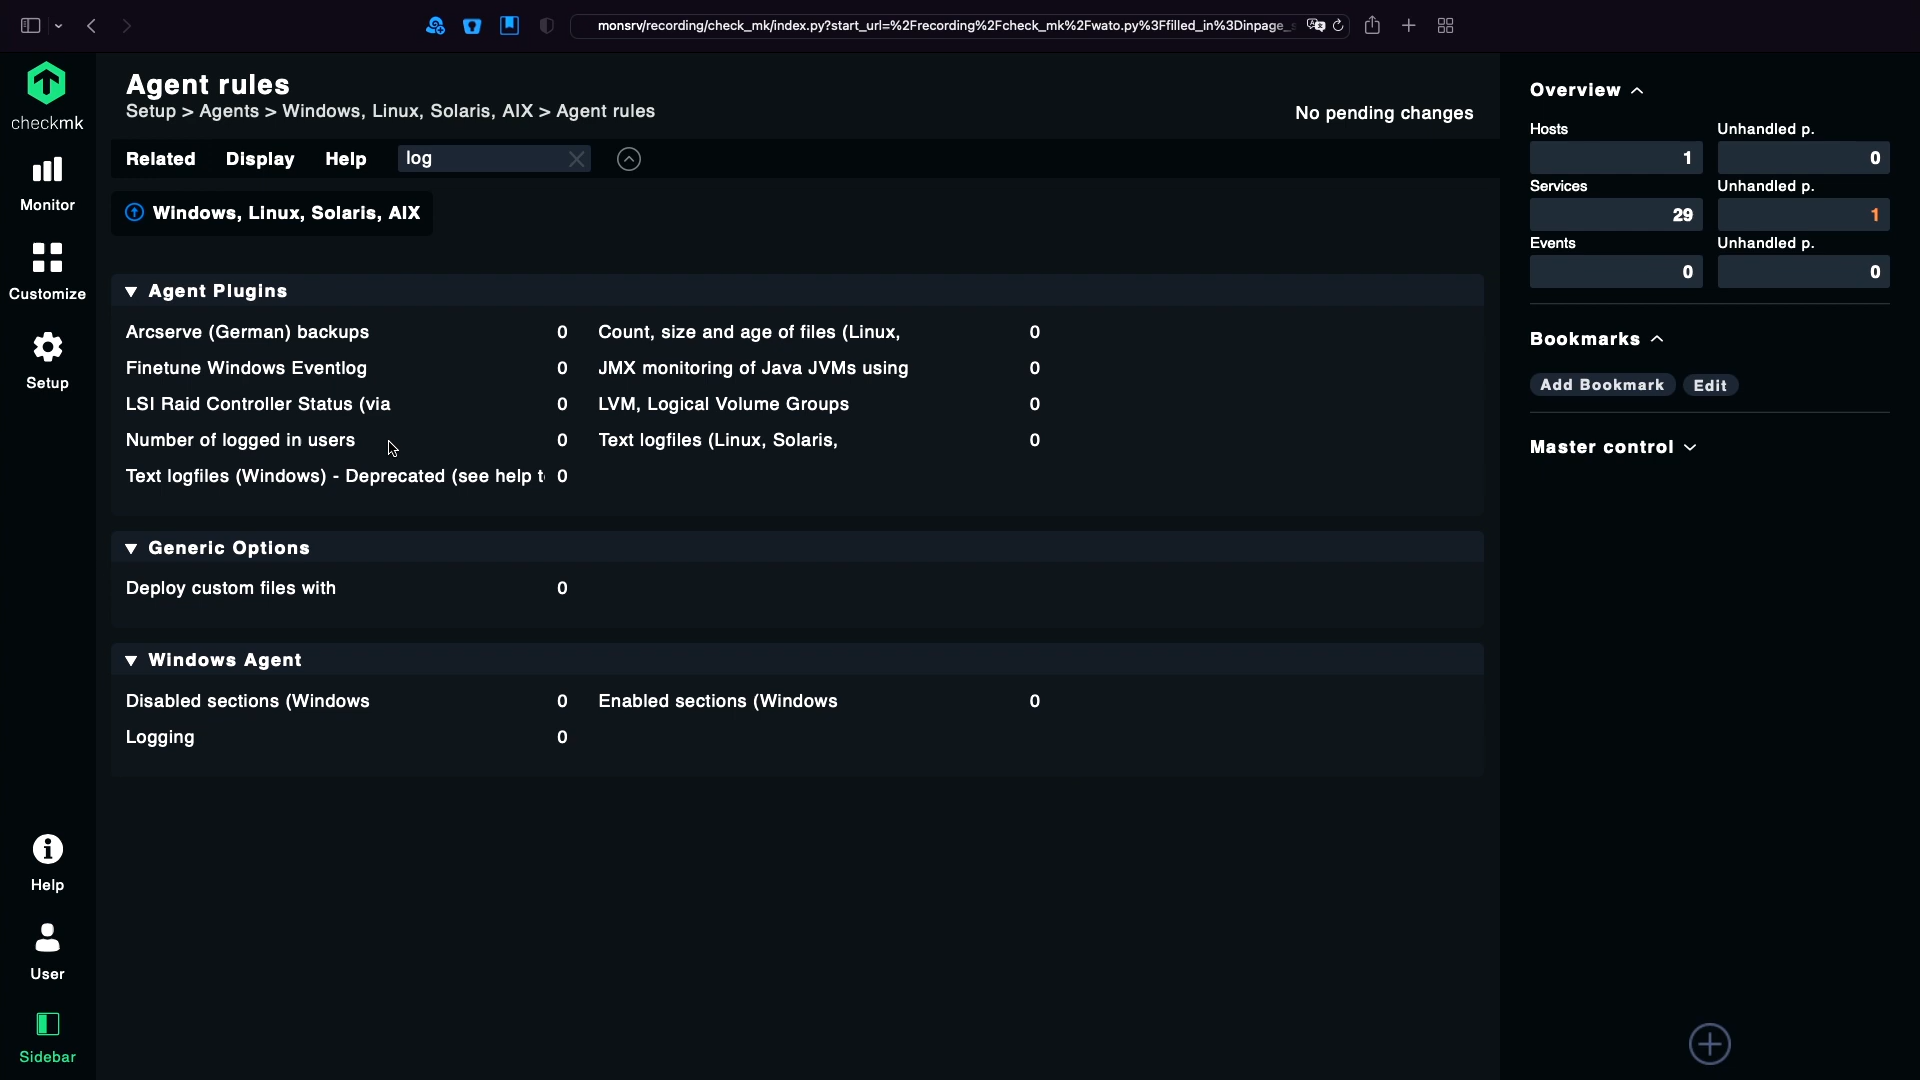 monsrv/recording/check_mk/index.py?start_url=%2Frecording%2Fcheck_mk%2Fwato.py%3Ffilled_in%3Dinpage_
checkmk
Monitor
Customize
Setup
Help
User
Sidebar
Agent rules
Setup > Agents > Windows, Linux, Solaris, AIX > Agent rules
No pending changes
Related Display Help log
Windows, Linux, Solaris, AIX
Agent Plugins
Arcserve (German) backups 0 Count, size and age of files (Linux, 0
Finetune Windows Eventlog 0 JMX monitoring of Java JVMs using 0
LSI Raid Controller Status (via 0 LVM, Logical Volume Groups 0
Number of logged in users 0 Text logfiles (Linux, Solaris, 0
Text logfiles (Windows) - Deprecated (see help 0
Generic Options
Deploy custom files with 0
Windows Agent
Disabled sections (Windows 0 Enabled sections (Windows 0
Logging 0
Overview
Hosts Unhandled p.
1 0
Services Unhandled p.
29 1
Events Unhandled p.
0 0
Bookmarks
Add Bookmark Edit
Master control